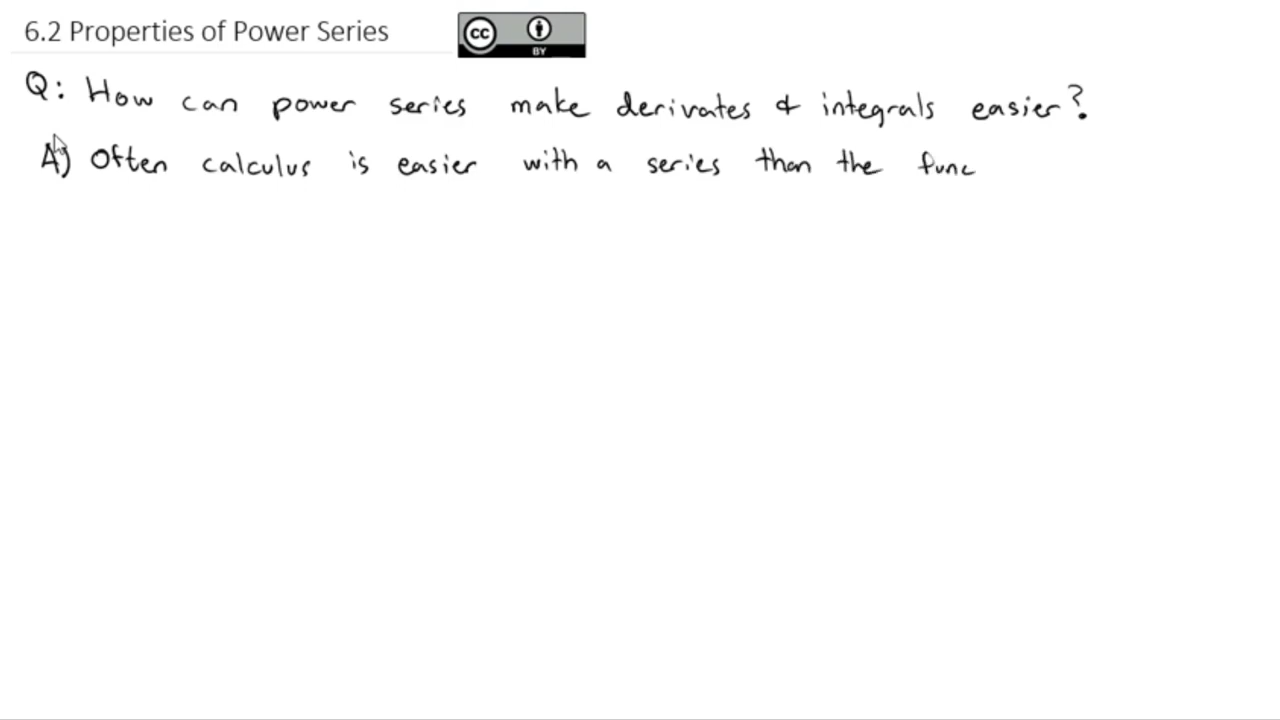 6.2 Properties of Power Series
cc BY
Q: How can power series make derivates & integrals easier?
A) Often calculus is easier with a series than the func